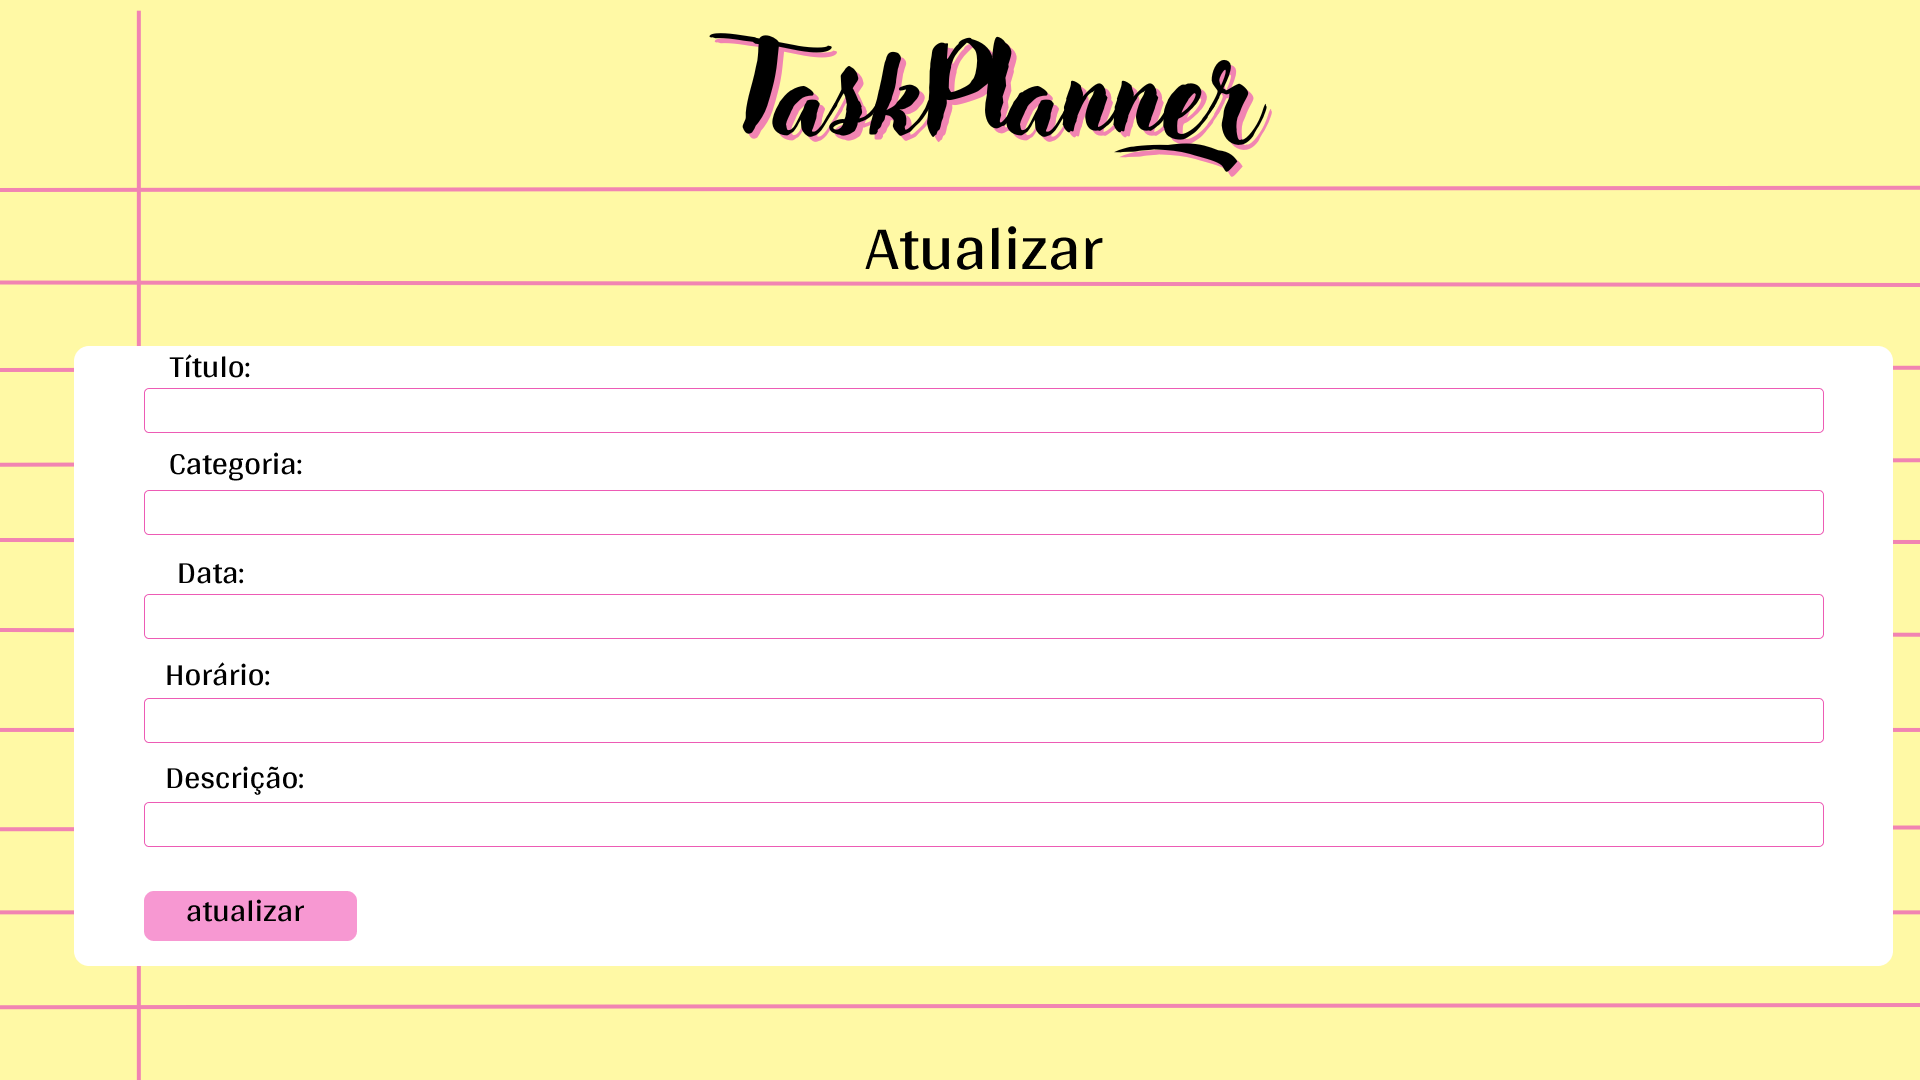 TaskPlanner
Atualizar
Título:
Categoria:
Data:
Horário:
Descrição:
atualizar